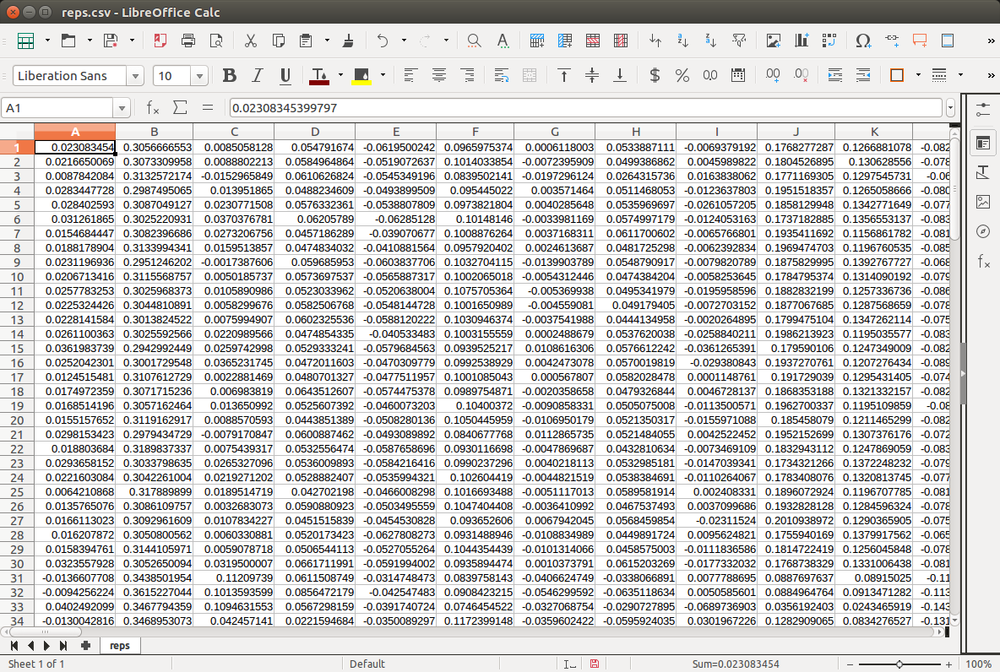 reps.csv - LibreOffice Calc
Liberation Sans 10
A1 0.02308345399797
A B C D E F G H I J K
1 0.023083454 0.3056666553 0.0085058128 0.054791674 -0.0619500242 0.0965975374 0.0006118003 0.0533887111 -0.0069379192 0.1768277287 0.1266881078 -0.082
2 0.0216650069 0.3073309958 0.0088802213 0.0584964864 -0.0519072637 0.1014033854 -0.0072395909 0.0499386862 0.0045989822 0.1804526895 0.130628556 -0.078
3 0.0087842084 0.3132572174 -0.0152965849 0.0610626824 -0.0545349196 0.0839502141 -0.0197296124 0.0264315736 0.0163838062 0.1771169305 0.1297545731 -0.06
4 0.0283447728 0.2987495065 0.013951865 0.0488234609 -0.0493899509 0.095445022 0.003571464 0.0511468053 -0.0123637803 0.1951518357 0.1265058666 -0.080
5 0.028402593 0.3087049127 0.0230771508 0.0576332361 -0.0538807809 0.0973821804 0.0040285648 0.0535969697 -0.0261057205 0.1858129948 0.1342771649 -0.077
6 0.031261865 0.3025220931 0.0370376781 0.06205789 -0.06285128 0.10148146 -0.0033981169 0.0574997179 -0.0124053163 0.1737182885 0.1356553137 -0.083
7 0.0154684447 0.3082396686 0.0273206756 0.0457186289 -0.039070677 0.1008876264 0.0037168311 0.0611700602 -0.0065766801 0.1935411692 0.1156861782 -0.081
8 0.0188178904 0.3133994341 0.0159513857 0.0474834032 -0.0410881564 0.0957920402 0.0024613687 0.0481725298 -0.0062392834 0.1969474703 0.1196760535 -0.085
9 0.0231196936 0.2951246202 -0.0017387606 0.059685953 -0.0603837706 0.1032704115 -0.0139903789 0.0548790917 -0.0079820789 0.1875829995 0.1392767727 -0.068
10 0.0206713416 0.3115568757 0.0050185737 0.0573697537 -0.0565887317 0.1002065018 -0.0054312446 0.0474384204 -0.0058253645 0.1784795374 0.1314090192 -0.079
11 0.0257783253 0.3025968373 0.0105890986 0.0523033962 -0.0520638004 0.1075705364 -0.005369938 0.0495341979 -0.0195958596 0.1882832199 0.1257336736 -0.086
12 0.0225324426 0.3044810891 0.0058299676 0.0582506768 -0.0548144728 0.1001650989 -0.004559081 0.049179405 -0.0072703152 0.1877067685 0.1287568659 -0.078
13 0.0228141584 0.3013824522 0.0075994907 0.0602325536 -0.0588120222 0.1030946374 -0.0037541988 0.0444134958 -0.0020264895 0.1799475104 0.1347262114 -0.075
14 0.0261100363 0.3025592566 0.0220989566 0.0474854335 -0.040533483 0.1003155559 0.0002488679 0.0537620038 -0.0258840211 0.1986213923 0.1195035577 -0.083
15 0.0361983739 0.2942992449 0.0259742998 0.0529333241 -0.0579684563 0.0939525217 0.0108616306 0.0576612242 -0.0361265391 0.179590106 0.1247349009 -0.082
16 0.0252042301 0.3001729548 0.0365231745 0.0472011603 -0.0470309779 0.0992538929 0.0042473078 0.0570019819 -0.029380843 0.1937270761 0.1207276434 -0.089
17 0.0124515481 0.3107612729 0.0022881469 0.0480701327 -0.0477511957 0.1001085043 0.000567807 0.0582028478 0.0001148761 0.191729039 0.1295431405 -0.074
18 0.0174972359 0.3071715236 0.006983819 0.0643512607 -0.0574475378 0.0989754871 -0.0020358658 0.0479326844 0.0046728137 0.1868353188 0.1321332157 -0.082
19 0.0168514196 0.3057162464 0.013650992 0.0525607392 -0.0460073203 0.10400372 -0.0090858331 0.0505075008 -0.0113500571 0.1962700337 0.1195109859 -0.08
20 0.0155157652 0.3119162917 0.0088570593 0.0443851389 -0.0508280136 0.1050445959 -0.0106950179 0.0521350317 -0.0155971088 0.185458079 0.1211465299 -0.082
21 0.0298153423 0.2979434729 -0.0079170847 0.0600887462 -0.0493089892 0.0840677768 0.0112865735 0.0521484055 0.0042522452 0.1952152699 0.1307376176 -0.072
22 0.018803684 0.3189837337 0.0075439317 0.0532556474 -0.0587658696 0.0930116698 -0.0047869687 0.0432810634 -0.0073469109 0.1832943112 0.1247869059 -0.083
23 0.0293658152 0.3033798635 0.0265327096 0.0536009893 -0.0584216416 0.0990237296 0.0040218113 0.0532985181 -0.0147039341 0.1734321266 0.1372248232 -0.079
24 0.0221603084 0.3042261004 0.0219271202 0.0528882407 -0.0535994321 0.102604419 -0.0044821519 0.0538384691 -0.0110264067 0.1783408076 0.1320813745 -0.077
25 0.0064210868 0.317889899 0.0189514719 0.042702198 -0.0466008298 0.1016693488 -0.0051117013 0.0589581914 0.002408331 0.1896072924 0.1196707785 -0.081
26 0.0135765076 0.3086109757 0.0032683073 0.0590880923 -0.0503495559 0.1047404408 -0.0036410992 0.0467537493 0.0037099686 0.1932828128 0.1284596324 -0.078
27 0.0166113023 0.3092961609 0.0107834227 0.0451515839 -0.0454530828 0.093652606 0.0067942045 0.0568459854 -0.02311524 0.2010938972 0.1290365905 -0.075
28 0.016207872 0.3050800562 0.0060330881 0.0520173423 -0.0627808273 0.0931488946 -0.0108834989 0.0449891724 0.0095624821 0.1755940169 0.1379917562 -0.065
29 0.0158394761 0.3144105971 0.0059078718 0.0506544113 -0.0527055264 0.1044354439 -0.0101314066 0.0458575003 -0.0111836586 0.1814722419 0.1256045848 -0.078
30 0.0323557928 0.3052650094 0.0319500007 0.0661711991 -0.0591994002 0.0935894474 0.0010373791 0.0615203269 -0.0177332032 0.1768738329 0.1331006438 -0.081
31 -0.0136607708 0.3438501954 0.11209739 0.0611508749 -0.0314748473 0.0839758143 -0.0406624749 -0.0338066891 0.0077788695 0.0887697637 0.08915025 -0.11
32 -0.0094256224 0.3615227044 0.1013593599 0.0856472179 -0.042547483 0.0908423215 -0.0546299592 -0.0635118634 0.0050585601 0.0884964764 0.0913471282 -0.113
33 0.0402492099 0.3467794359 0.1094631553 0.0567298159 -0.0391740724 0.0746454522 -0.0327068754 -0.0290727895 -0.0689736903 0.0356192403 0.0243465919 -0.143
34 -0.0130042816 0.3468953073 0.042457141 0.0221594684 -0.0350089297 0.1172399148 -0.0359602422 -0.0595924035 0.0301967226 0.1282909065 0.0834276527 -0.131
reps
Sheet 1 of 1 Default Sum=0.023083454 100%